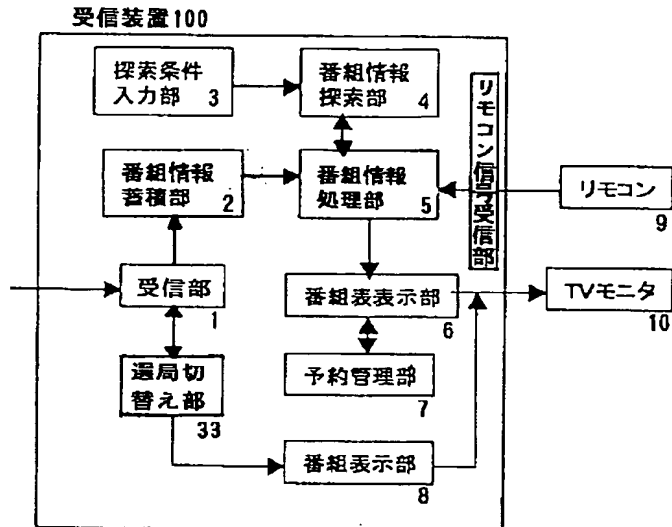 受信装置100
探索条件
入力部 3
番組情報
探索部 4
リモコン信号受信部
番組情報
蓄積部 2
番組情報
処理部 5
リモコン
9
受信部
1
番組表表示部
6
TVモニタ
10
選局切
替え部
33
予約管理部
7
番組表示部
8